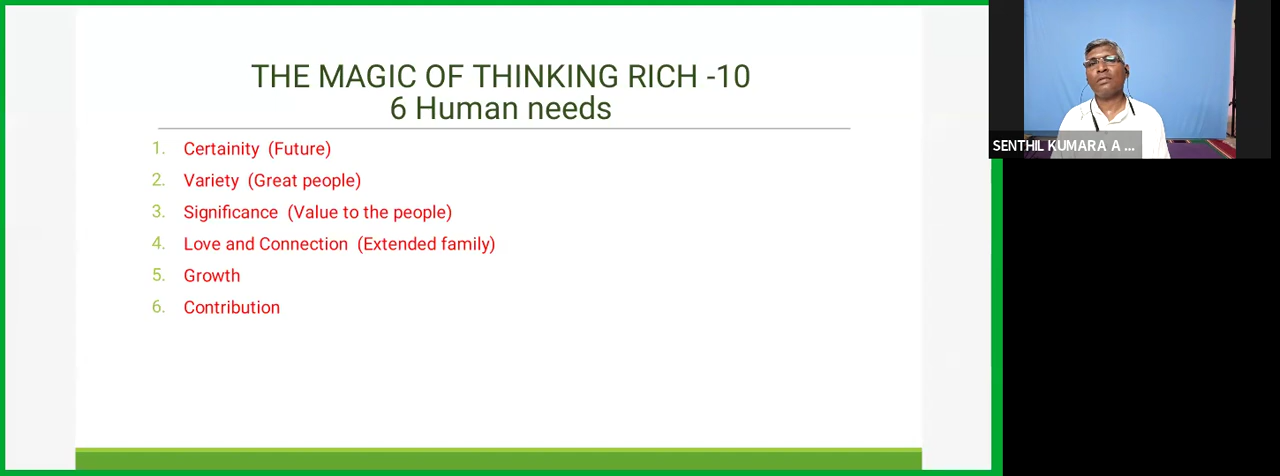 THE MAGIC OF THINKING RICH -10
6 Human needs
1. Certainity (Future)
2. Variety (Great people)
3. Significance (Value to the people)
4. Love and Connection (Extended family)
5. Growth
6. Contribution
SENTHIL KUMARA A ...